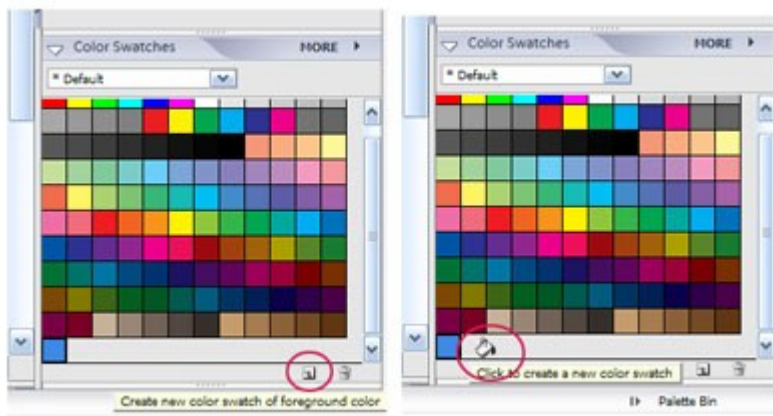 Color Swatches MORE
* Default
Create new color swatch of foreground color
Color Swatches MORE
* Default
Click to create a new color swatch
Palette Bin